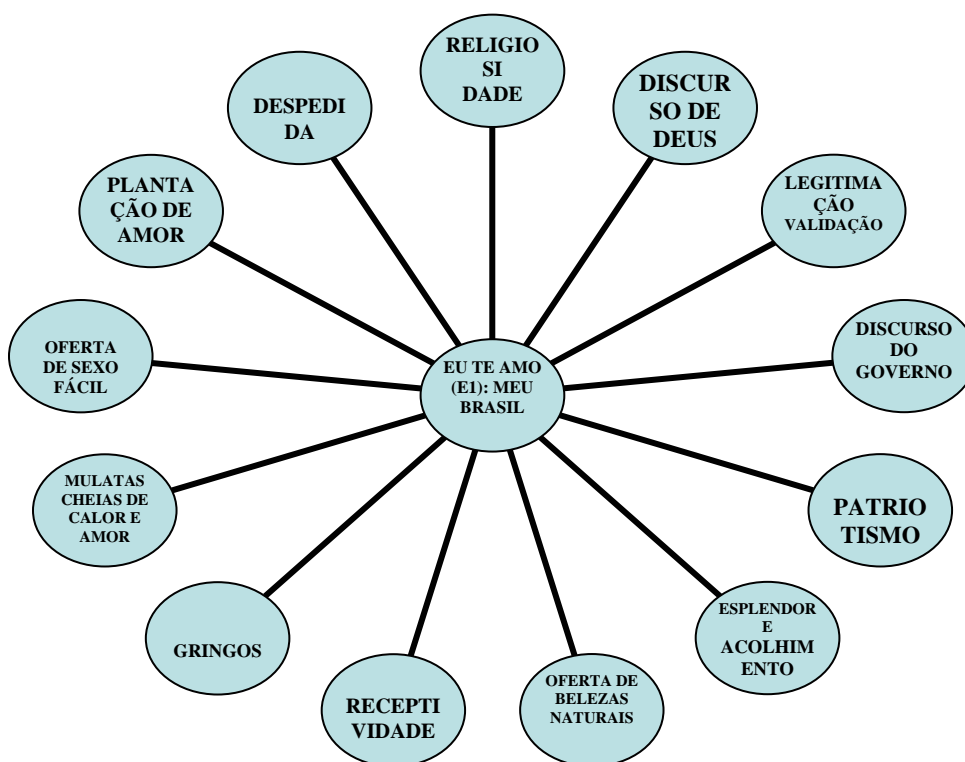 RELIGIO
SI
DADE
DISCUR
SO DE
DEUS
LEGITIMA
ÇÃO
VALIDAÇÃO
DISCURSO
DO
GOVERNO
PATRIO
TISMO
ESPLENDOR
E
ACOLHIM
ENTO
OFERTA DE
BELEZAS
NATURAIS
RECEPTI
VIDADE
GRINGOS
MULATAS
CHEIAS DE
CALOR E
AMOR
OFERTA
DE SEXO
FÁCIL
PLANTA
ÇÃO DE
AMOR
DESPEDI
DA
EU TE AMO
(E1): MEU
BRASIL